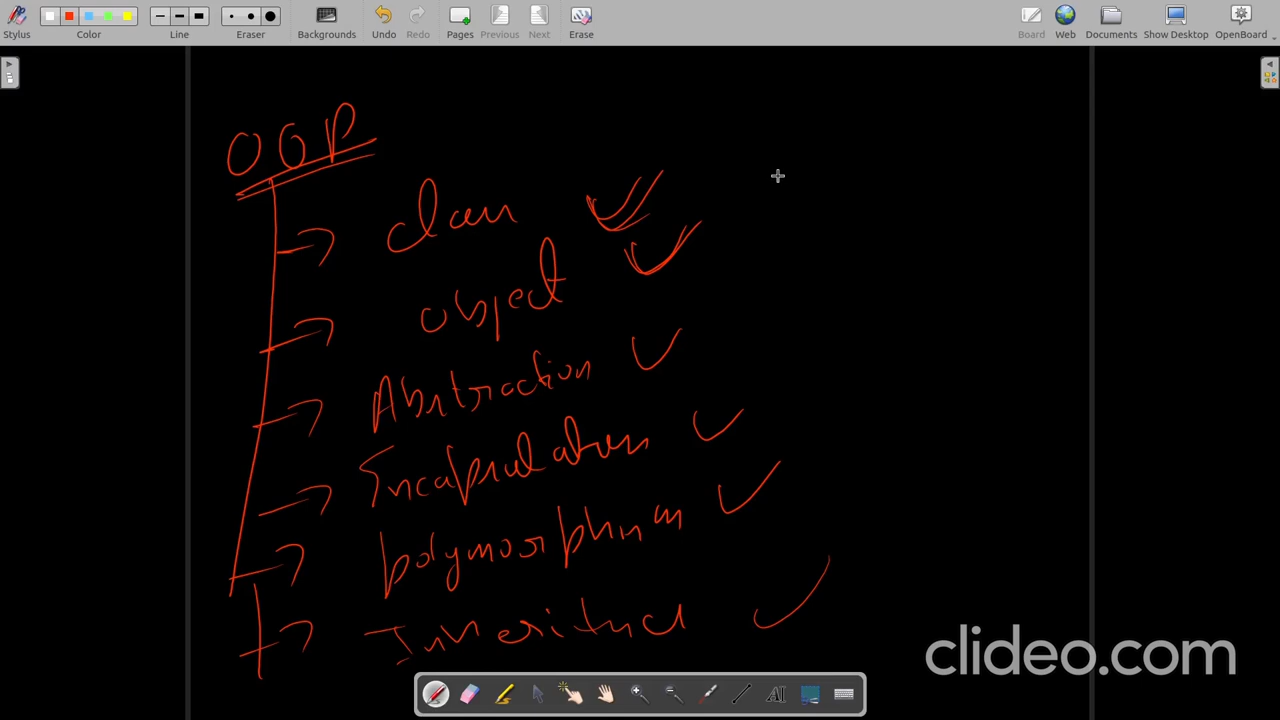 Stylus Color Line Eraser Backgrounds Undo Redo Pages Previous Next Erase Board Web Documents Show Desktop OpenBoard
OOP
class
object
Abstraction
Encapsulation
polymorphism
Inheritance
clideo.com
AI